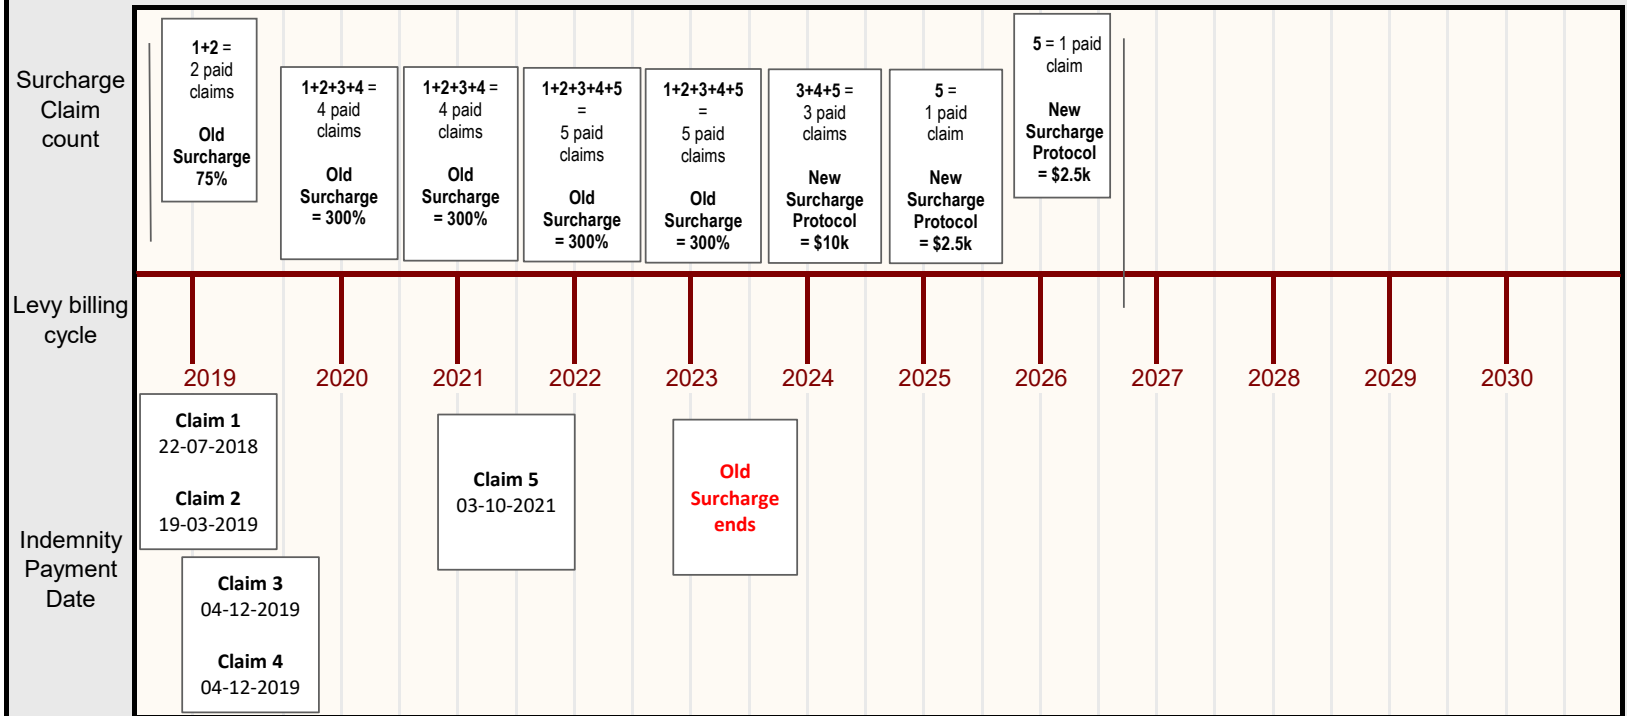 Surcharge
Claim
count
1+2 =
2 paid
claims
Old
Surcharge
75%
1+2+3+4 =
4 paid
claims
Old
Surcharge
= 300%
1+2+3+4 =
4 paid
claims
Old
Surcharge
= 300%
1+2+3+4+5
=
5 paid
claims
Old
Surcharge
= 300%
1+2+3+4+5
=
5 paid
claims
Old
Surcharge
= 300%
3+4+5 =
3 paid
claims
New
Surcharge
Protocol
= $10k
5 =
1 paid
claim
New
Surcharge
Protocol
= $2.5k
5 = 1 paid
claim
New
Surcharge
Protocol
= $2.5k
Levy billing
cycle
2019
2020
2021
2022
2023
2024
2025
2026
2027
2028
2029
2030
Indemnity
Payment
Date
Claim 1
22-07-2018
Claim 2
19-03-2019
Claim 3
04-12-2019
Claim 4
04-12-2019
Claim 5
03-10-2021
Old
Surcharge
ends